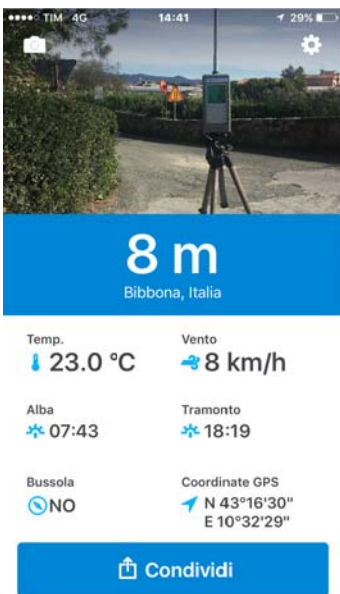 TIM 4G 14:41 29%
8 m
Bibbona, Italia
Temp. Vento
23.0 °C 8 km/h
Alba Tramonto
07:43 18:19
Bussola Coordinate GPS
NO N 43°16'30"
E 10°32'29"
Condividi